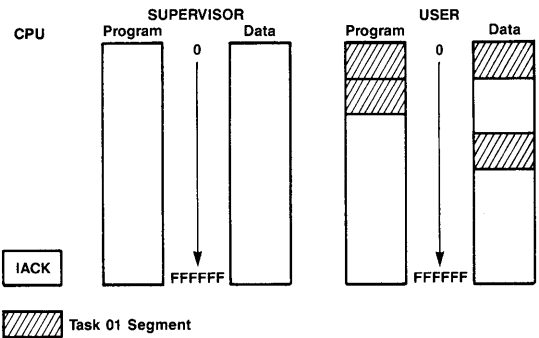 SUPERVISOR USER
CPU Program Data Program Data
0 0
IACK FFFFFF FFFFFF
Task 01 Segment